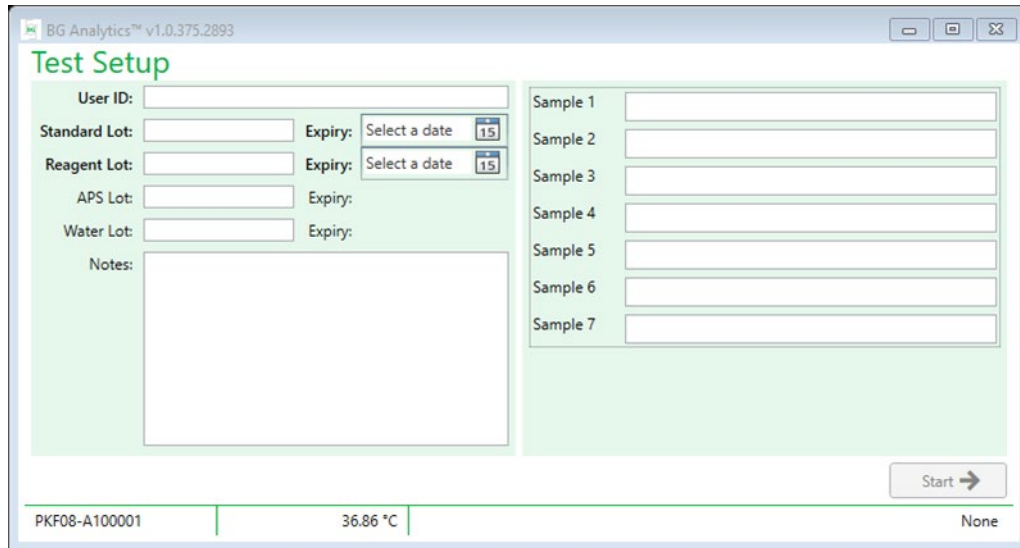 BG Analytics™ v1.0.375.2893
Test Setup
User ID:
Standard Lot: Expiry: Select a date 15
Reagent Lot: Expiry: Select a date 15
APS Lot: Expiry:
Water Lot: Expiry:
Notes:
Sample 1
Sample 2
Sample 3
Sample 4
Sample 5
Sample 6
Sample 7
Start
PKF08-A100001 36.86 °C None